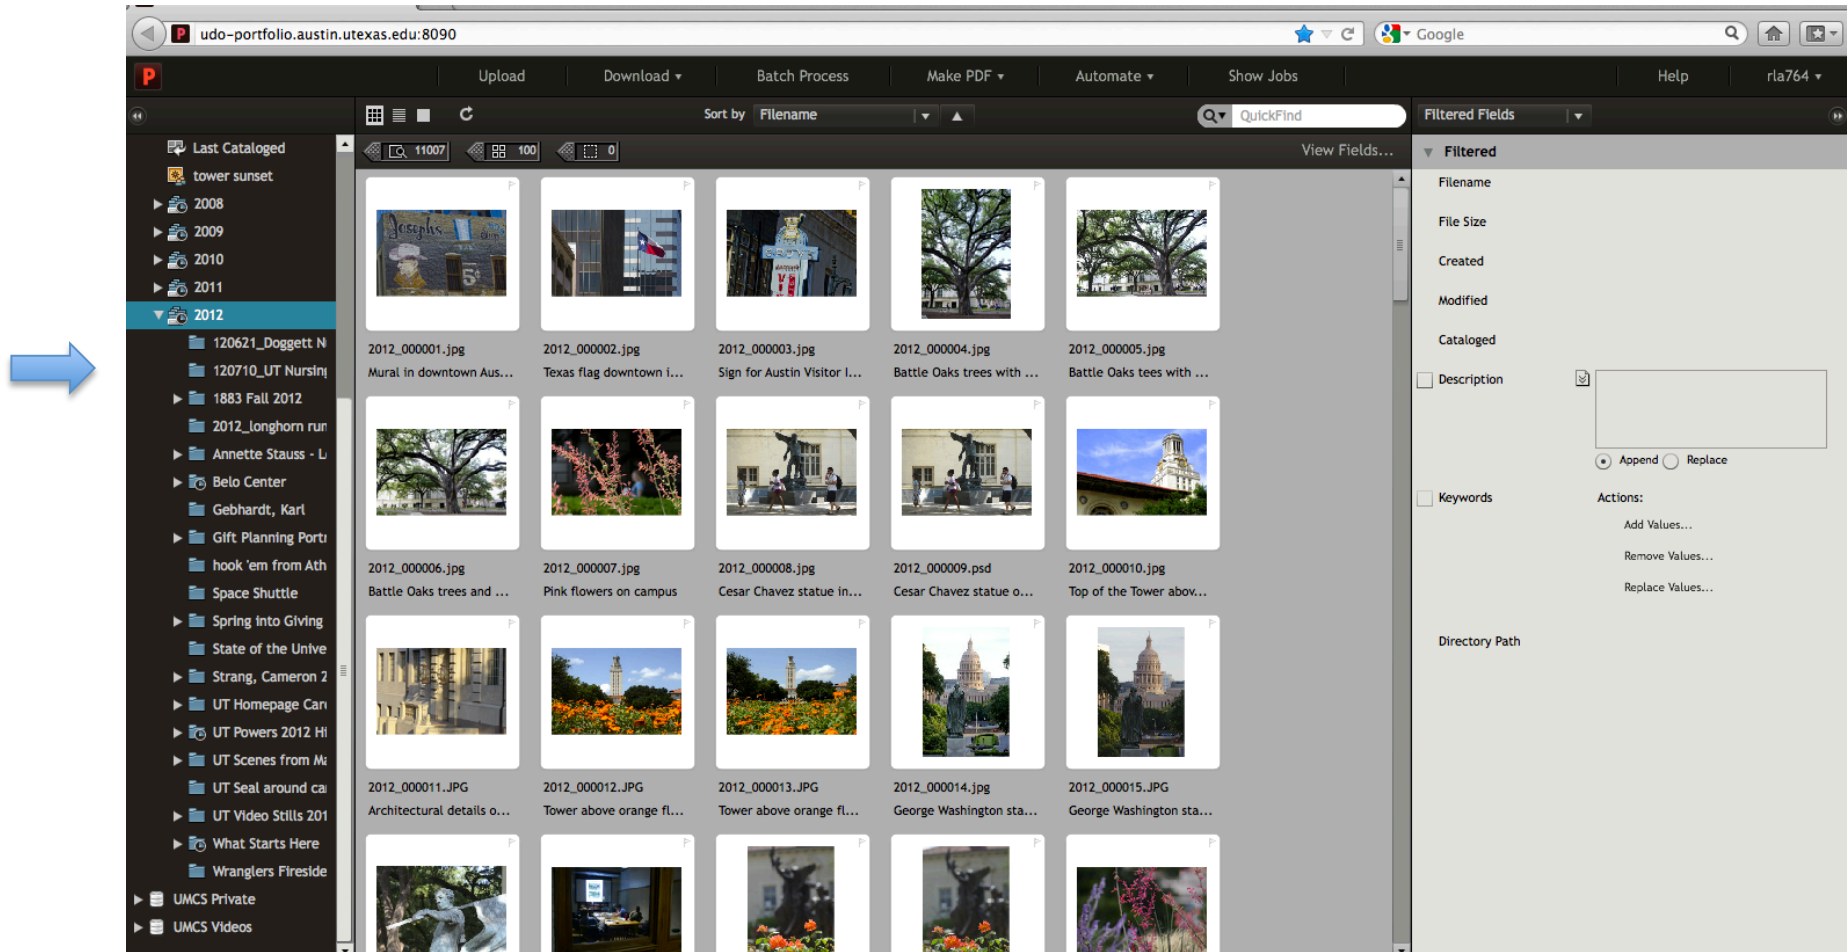 udo-portfolio.austin.utexas.edu:8090
Google
P
Upload
Download
Batch Process
Make PDF
Automate
Show Jobs
Help
rla764
Sort by Filename
QuickFind
Filtered Fields
11007
100
0
View Fields...
Filtered
Last Cataloged
tower sunset
2008
2009
2010
2011
2012
120621_Doggett N
120710_UT Nursing
1883 Fall 2012
2012_longhorn run
Annette Stauss - L
Belo Center
Gebhardt, Karl
Gift Planning Port
hook 'em from Ath
Space Shuttle
Spring into Giving
State of the Unive
Strang, Cameron 2
UT Homepage Car
UT Powers 2012 Hi
UT Scenes from Ma
UT Seal around ca
UT Video Stills 201
What Starts Here
Wranglers Fireside
UMCS Private
UMCS Videos
Josephs
5¢
2012_000001.jpg
Mural in downtown Aus...
2012_000002.jpg
Texas flag downtown i...
2012_000003.jpg
Sign for Austin Visitor I...
2012_000004.jpg
Battle Oaks trees with ...
2012_000005.jpg
Battle Oaks tees with ...
2012_000006.jpg
Battle Oaks trees and ...
2012_000007.jpg
Pink flowers on campus
2012_000008.jpg
Cesar Chavez statue in...
2012_000009.psd
Cesar Chavez statue o...
2012_000010.jpg
Top of the Tower abov...
2012_000011.JPG
Architectural details o...
2012_000012.JPG
Tower above orange fl...
2012_000013.JPG
Tower above orange fl...
2012_000014.jpg
George Washington sta...
2012_000015.JPG
George Washington sta...
Filename
File Size
Created
Modified
Cataloged
Description
Append
Replace
Keywords
Actions:
Add Values...
Remove Values...
Replace Values...
Directory Path